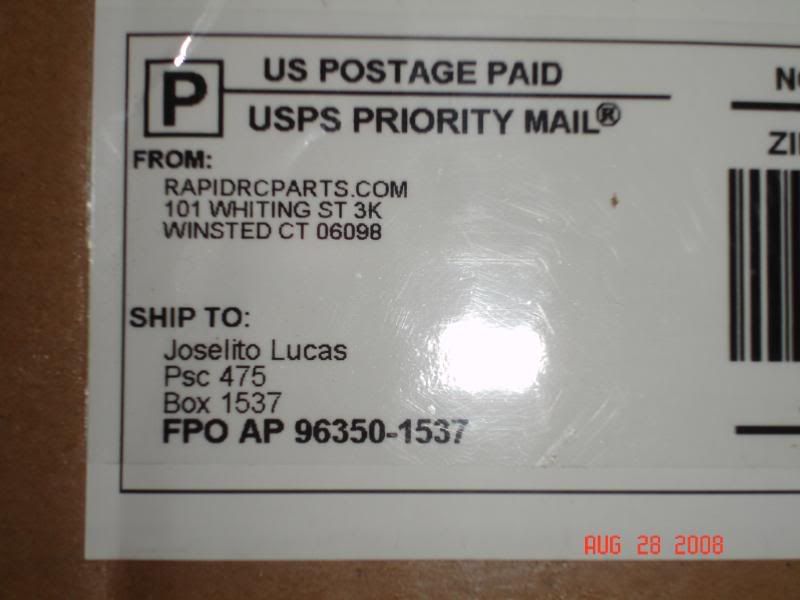 P
US POSTAGE PAID
USPS PRIORITY MAIL®
FROM:
RAPIDRCPARTS.COM
101 WHITING ST 3K
WINSTED CT 06098
SHIP TO:
Joselito Lucas
Psc 475
Box 1537
FPO AP 96350-1537
AUG 28 2008